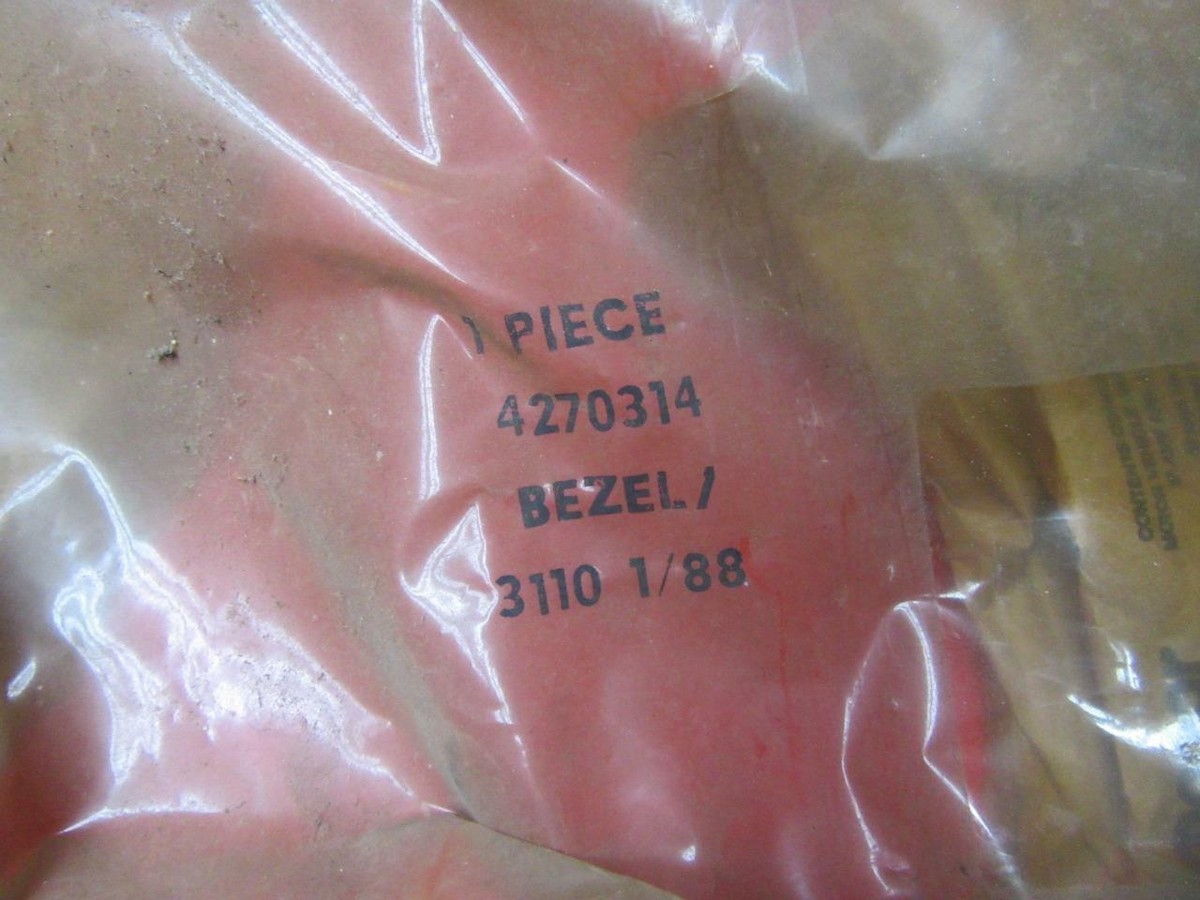 1 PIECE
4270314
BEZEL/
3110 1/88